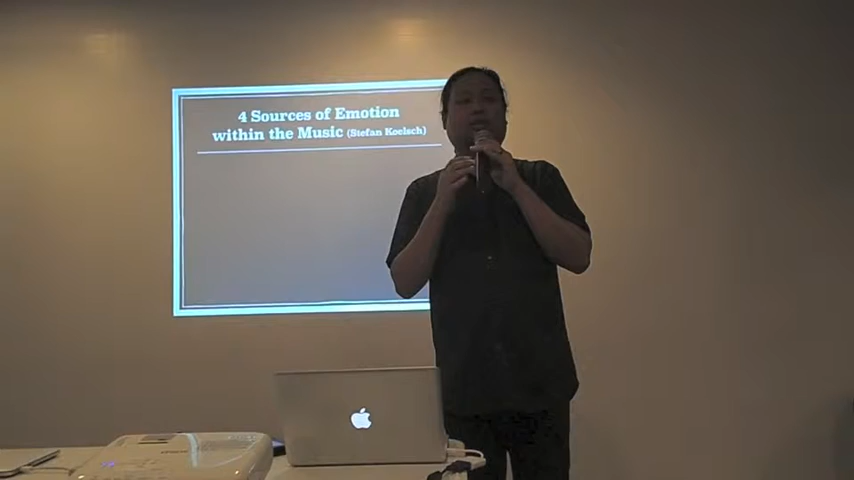 4 Sources of Emotion
within the Music (Stefan Koelsch)